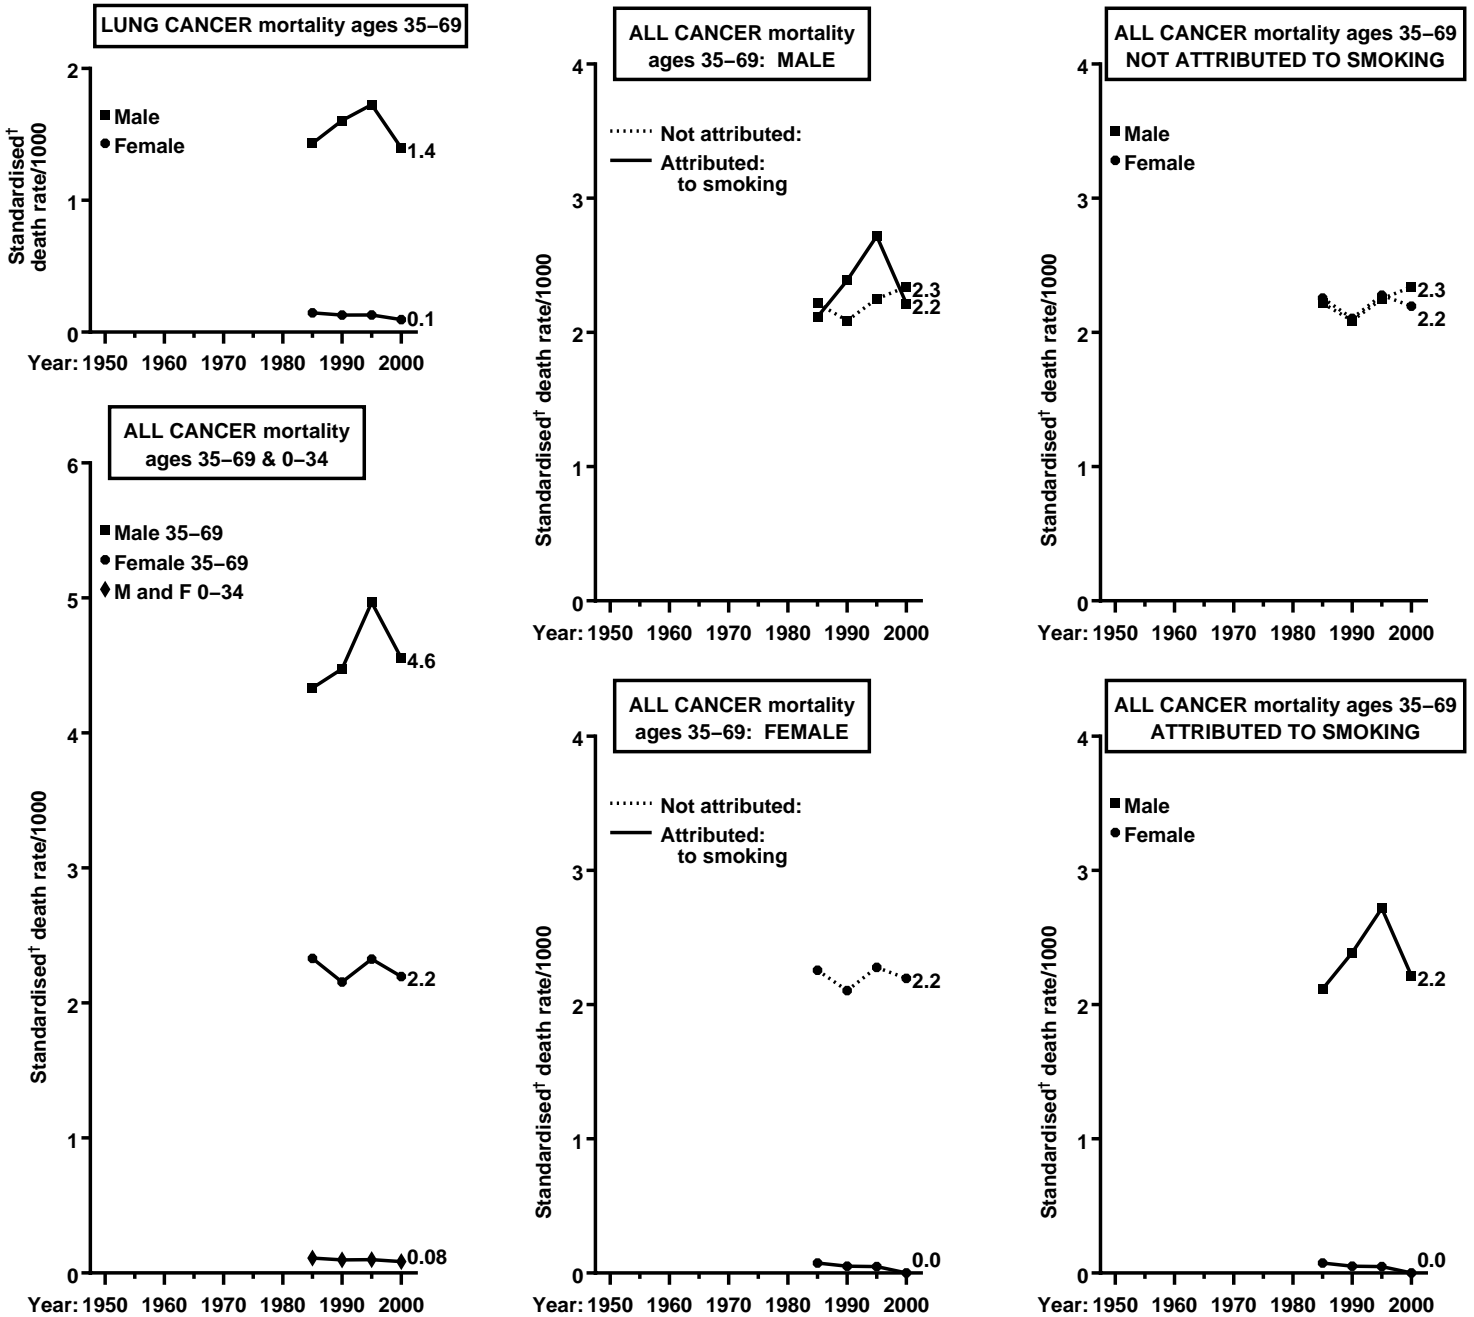 LUNG CANCER mortality ages 35–69
2
Male
Female
1.4
1
Standardised†
death rate/1000
0.1
0
Year: 1950 1960 1970 1980 1990 2000
ALL CANCER mortality
ages 35–69 & 0–34
6
Male 35–69
Female 35–69
M and F 0–34
5
4.6
4
3
Standardised† death rate/1000
2.2
2
1
0.08
0
Year: 1950 1960 1970 1980 1990 2000
ALL CANCER mortality
ages 35–69: MALE
4
Not attributed:
Attributed:
to smoking
3
2.3
2.2
2
Standardised† death rate/1000
1
0
Year: 1950 1960 1970 1980 1990 2000
ALL CANCER mortality
ages 35–69: FEMALE
4
Not attributed:
Attributed:
to smoking
3
2.2
2
Standardised† death rate/1000
1
0.0
0
Year: 1950 1960 1970 1980 1990 2000
ALL CANCER mortality ages 35–69
NOT ATTRIBUTED TO SMOKING
4
Male
Female
3
2.3
2.2
2
Standardised† death rate/1000
1
0
Year: 1950 1960 1970 1980 1990 2000
ALL CANCER mortality ages 35–69
ATTRIBUTED TO SMOKING
4
Male
Female
3
2.2
2
Standardised† death rate/1000
1
0.0
0
Year: 1950 1960 1970 1980 1990 2000